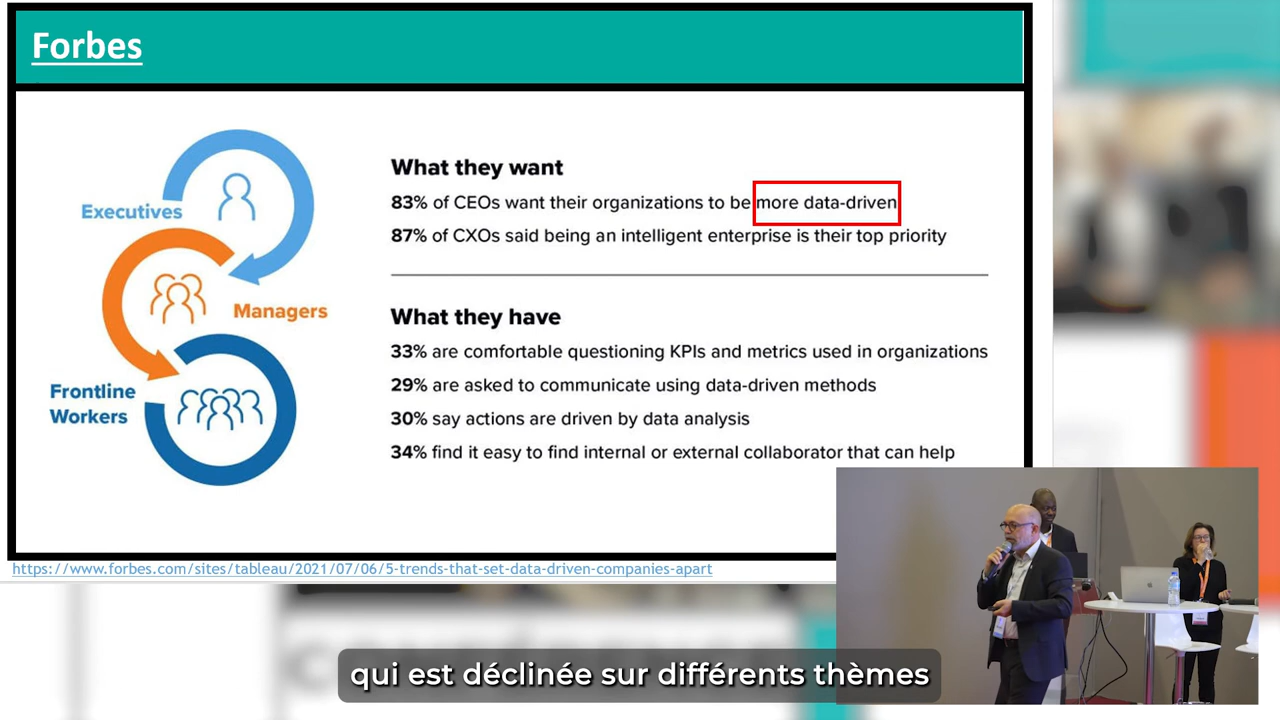 Forbes
Executives
Managers
Frontline
Workers
What they want
83% of CEOs want their organizations to be more data-driven
87% of CXOs said being an intelligent enterprise is their top priority
What they have
33% are comfortable questioning KPIs and metrics used in organizations
29% are asked to communicate using data-driven methods
30% say actions are driven by data analysis
34% find it easy to find internal or external collaborator that can help
https://www.forbes.com/sites/tableau/2021/07/06/5-trends-that-set-data-driven-companies-apart
qui est déclinée sur différents thèmes